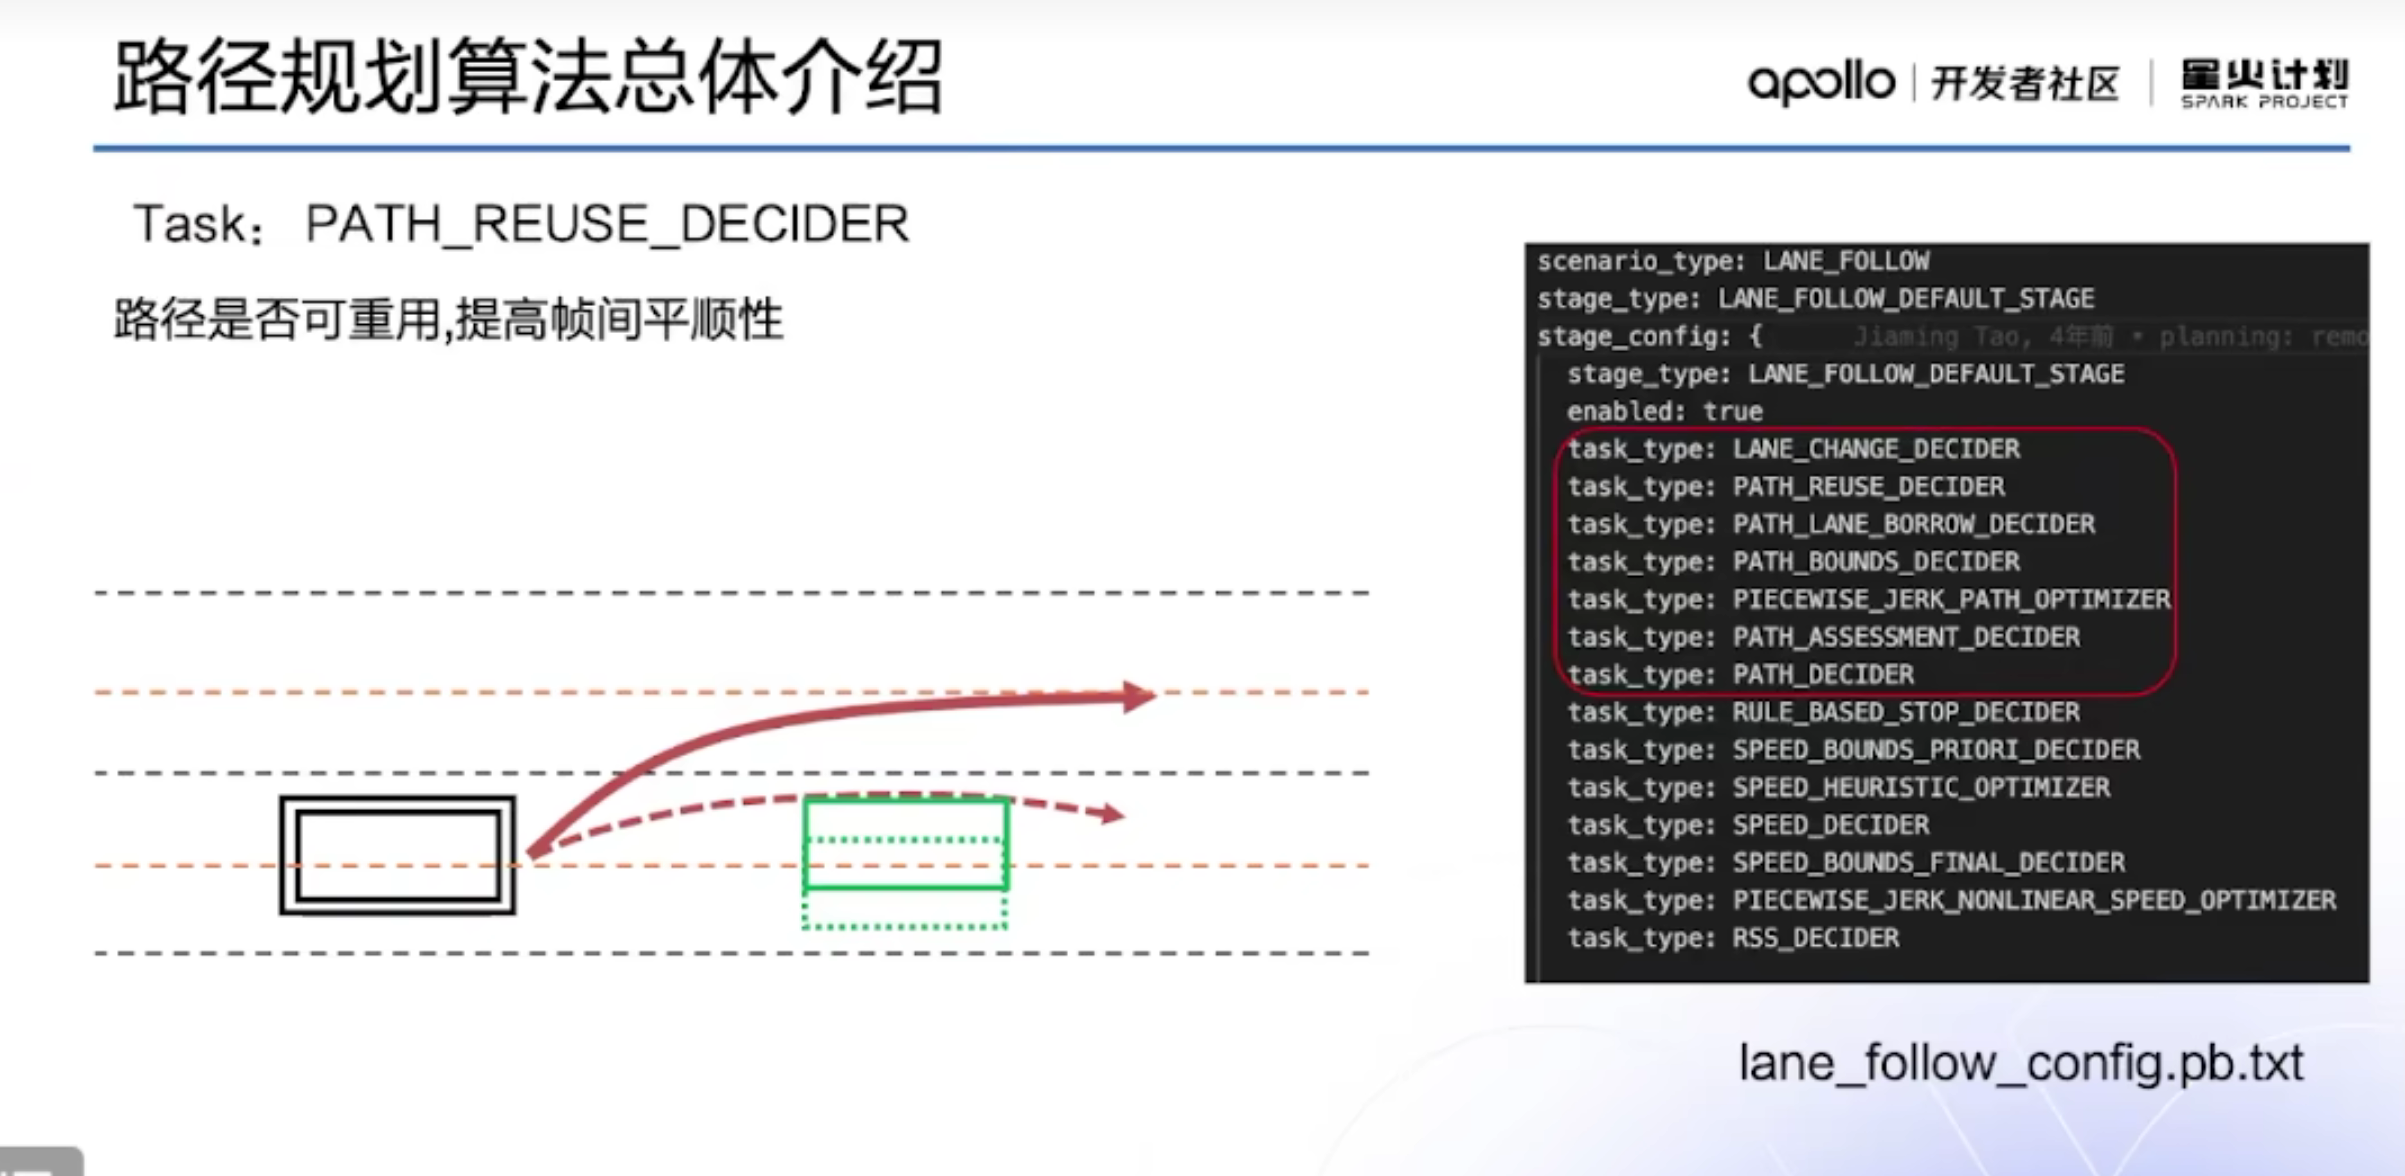 路径规划算法总体介绍
apollo 开发者社区 星火计划
SPARK PROJECT
Task： PATH_REUSE_DECIDER
路径是否可重用,提高帧间平顺性
scenario_type: LANE_FOLLOW
stage_type: LANE_FOLLOW_DEFAULT_STAGE
stage_config: { Jiaming Tao, 4年前 • planning: remo
stage_type: LANE_FOLLOW_DEFAULT_STAGE
enabled: true
task_type: LANE_CHANGE_DECIDER
task_type: PATH_REUSE_DECIDER
task_type: PATH_LANE_BORROW_DECIDER
task_type: PATH_BOUNDS_DECIDER
task_type: PIECEWISE_JERK_PATH_OPTIMIZER
task_type: PATH_ASSESSMENT_DECIDER
task_type: PATH_DECIDER
task_type: RULE_BASED_STOP_DECIDER
task_type: SPEED_BOUNDS_PRIORI_DECIDER
task_type: SPEED_HEURISTIC_OPTIMIZER
task_type: SPEED_DECIDER
task_type: SPEED_BOUNDS_FINAL_DECIDER
task_type: PIECEWISE_JERK_NONLINEAR_SPEED_OPTIMIZER
task_type: RSS_DECIDER
lane_follow_config.pb.txt